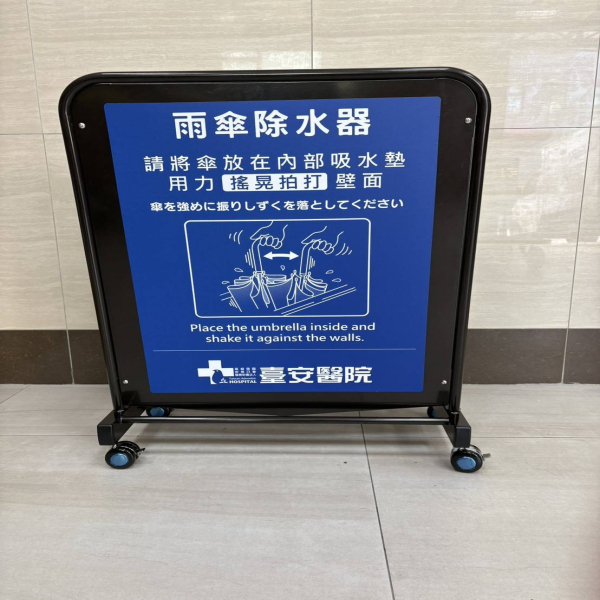 雨傘除水器
請將傘放在內部吸水墊
用力 搖晃拍打 壁面
傘を強めに振りしずくを落としてください
Place the umbrella inside and
shake it against the walls.
HOSPITAL
臺安醫院